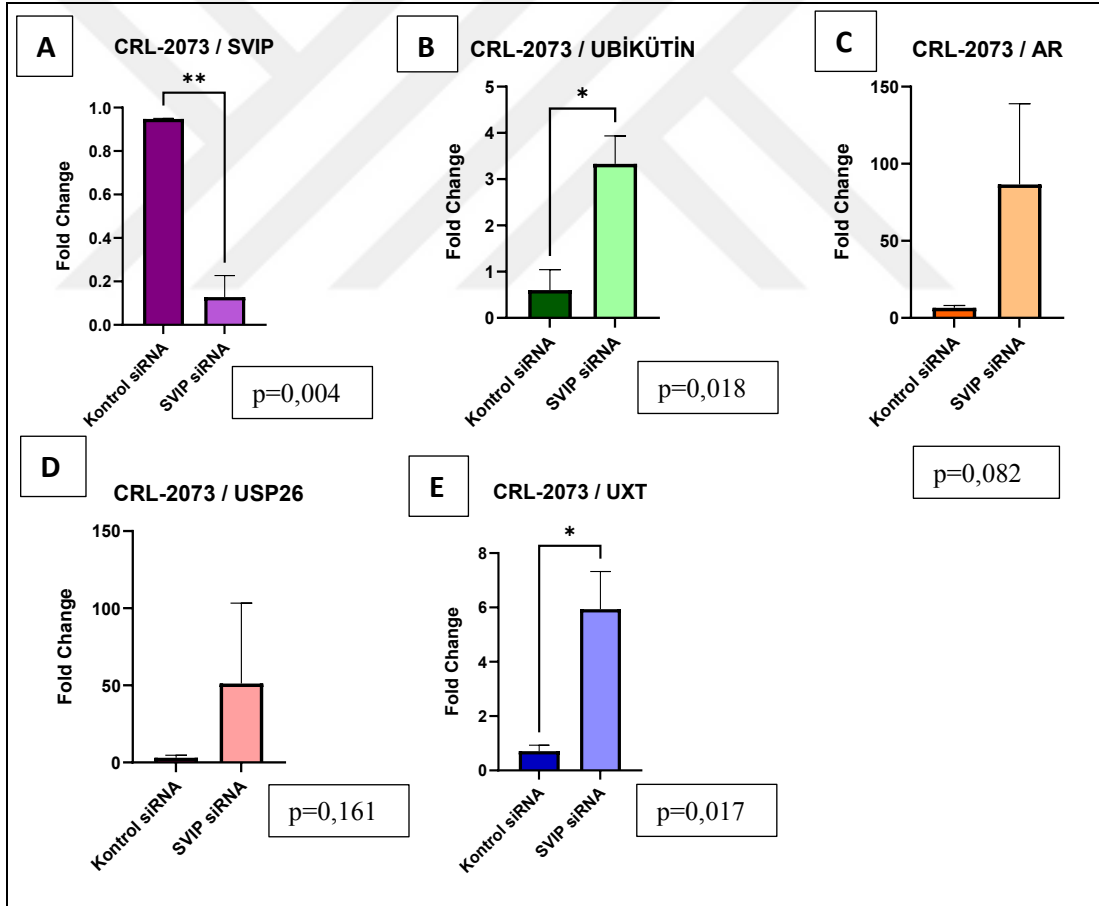 A
CRL-2073 / SVIP
**
Fold Change
1.0
0.8
0.6
0.4
0.2
0.0
Kontrol siRNA
SVIP siRNA
p=0,004
B
CRL-2073 / UBİKÜTİN
*
Fold Change
5
4
3
2
1
0
Kontrol siRNA
SVIP siRNA
p=0,018
C
CRL-2073 / AR
Fold Change
150
100
50
0
Kontrol siRNA
SVIP siRNA
p=0,082
D
CRL-2073 / USP26
Fold Change
150
100
50
0
Kontrol siRNA
SVIP siRNA
p=0,161
E
CRL-2073 / UXT
*
Fold Change
8
6
4
2
0
Kontrol siRNA
SVIP siRNA
p=0,017